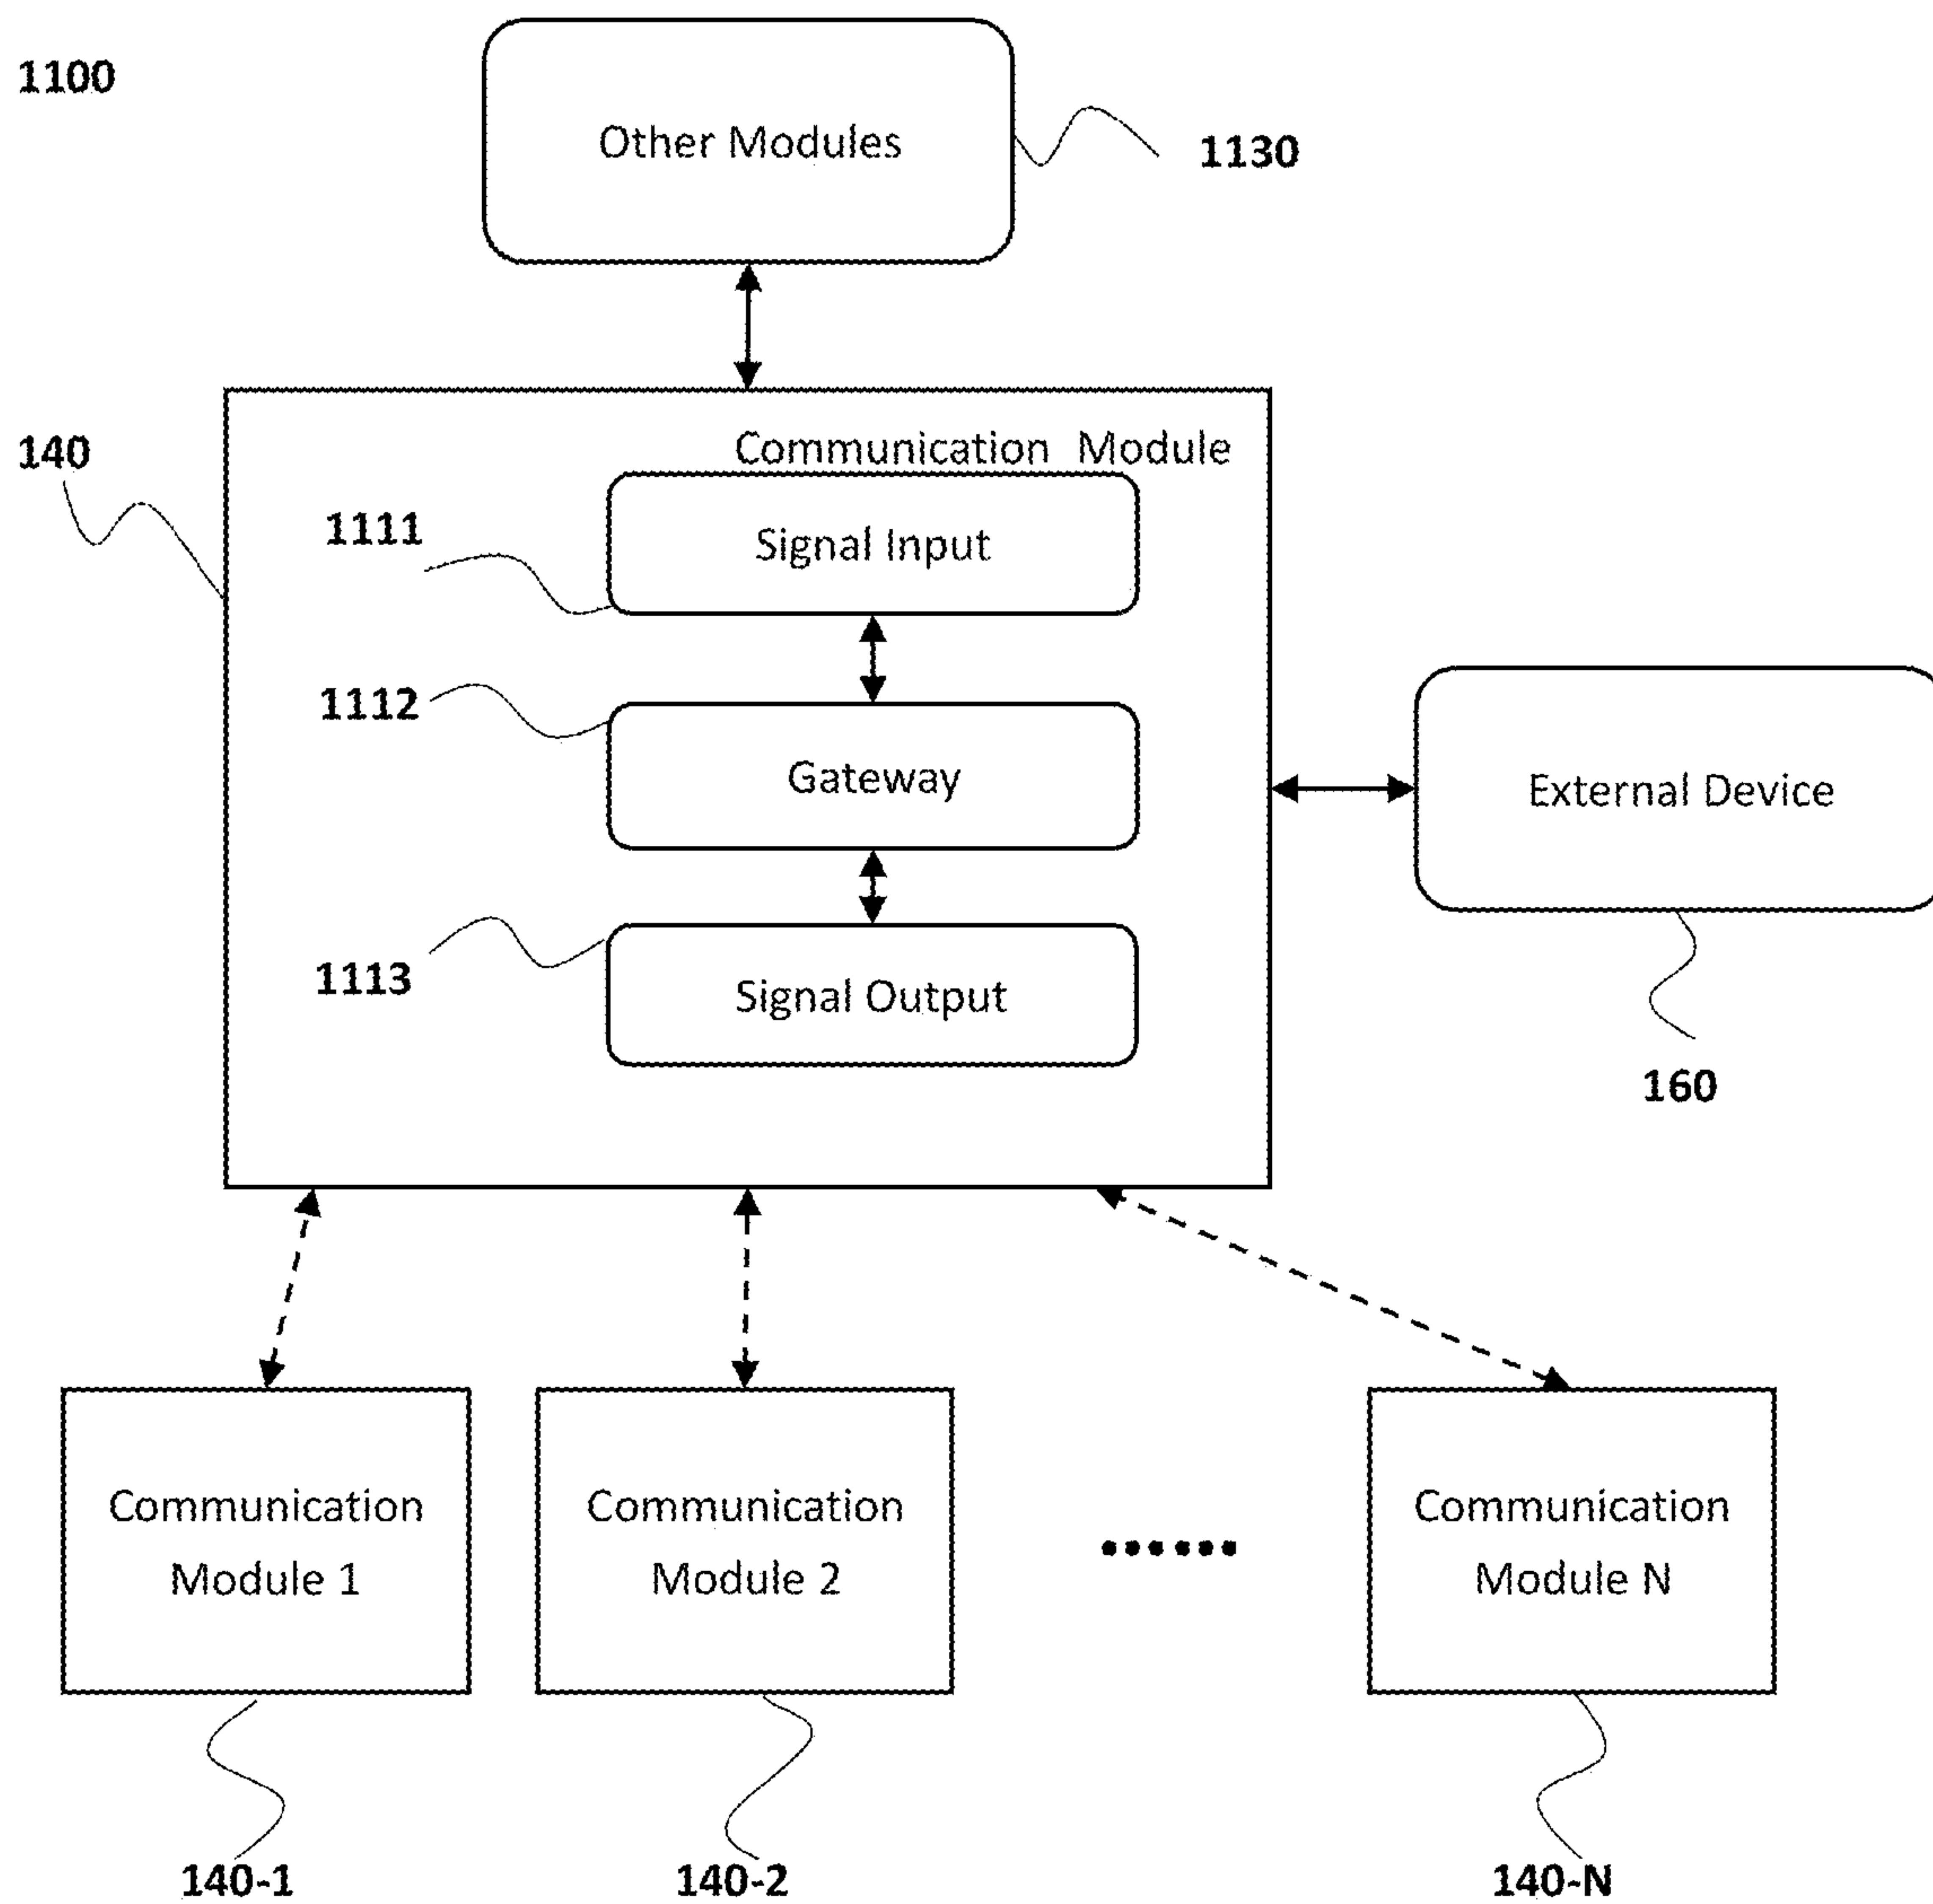 1100
Other Modules
1130
140
Communication Module
1111
Signal Input
1112
Gateway
External Device
1113
Signal Output
160
Communication
Module 1
Communication
Module 2
......
Communication
Module N
140-1
140-2
140-N